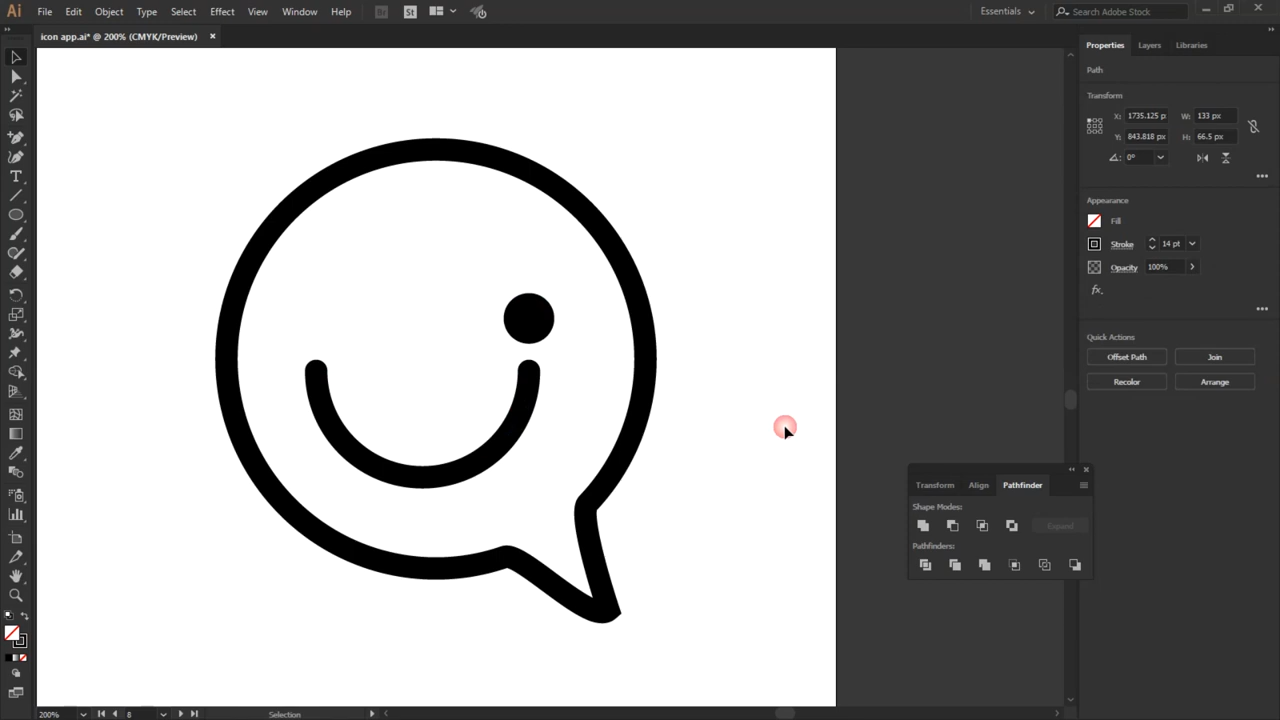 Ai File Edit Object Type Select Effect View Window Help Br St Essentials Search Adobe Stock
icon app.ai* @ 200% (CMYK/Preview)
Properties Layers Libraries
Path
Transform
X: 1735.125 p W: 133 px
Y: 843.818 px H: 66.5 px
0°
Appearance
Fill
Stroke 14 pt
Opacity 100%
fx.
Quick Actions
Offset Path Join
Recolor Arrange
Transform Align Pathfinder
Shape Modes:
Expand
Pathfinders:
200% 8 Selection